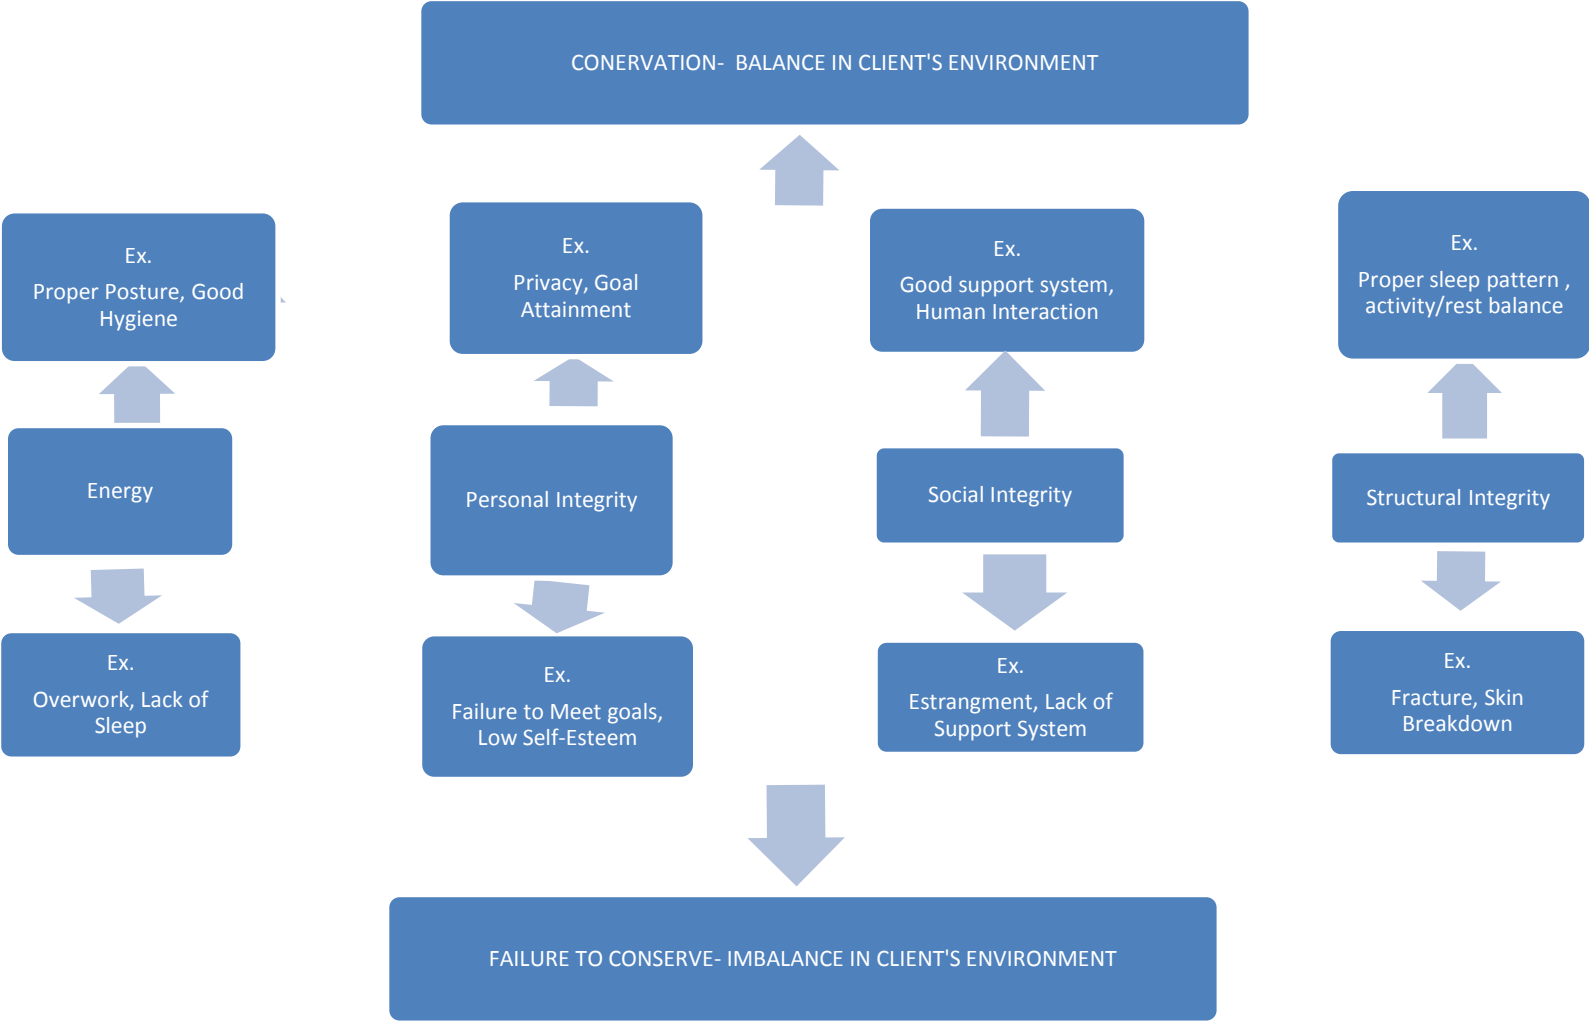 CONERVATION-  BALANCE IN CLIENT'S ENVIRONMENT
Ex.
Proper Posture, Good
Hygiene
Ex.
Privacy, Goal
Attainment
Ex.
Good support system,
Human Interaction
Ex.
Proper sleep pattern ,
activity/rest balance
Energy
Personal Integrity
Social Integrity
Structural Integrity
Ex.
Overwork, Lack of
Sleep
Ex.
Failure to Meet goals,
Low Self-Esteem
Ex.
Estrangment, Lack of
Support System
Ex.
Fracture, Skin
Breakdown
FAILURE TO CONSERVE- IMBALANCE IN CLIENT'S ENVIRONMENT